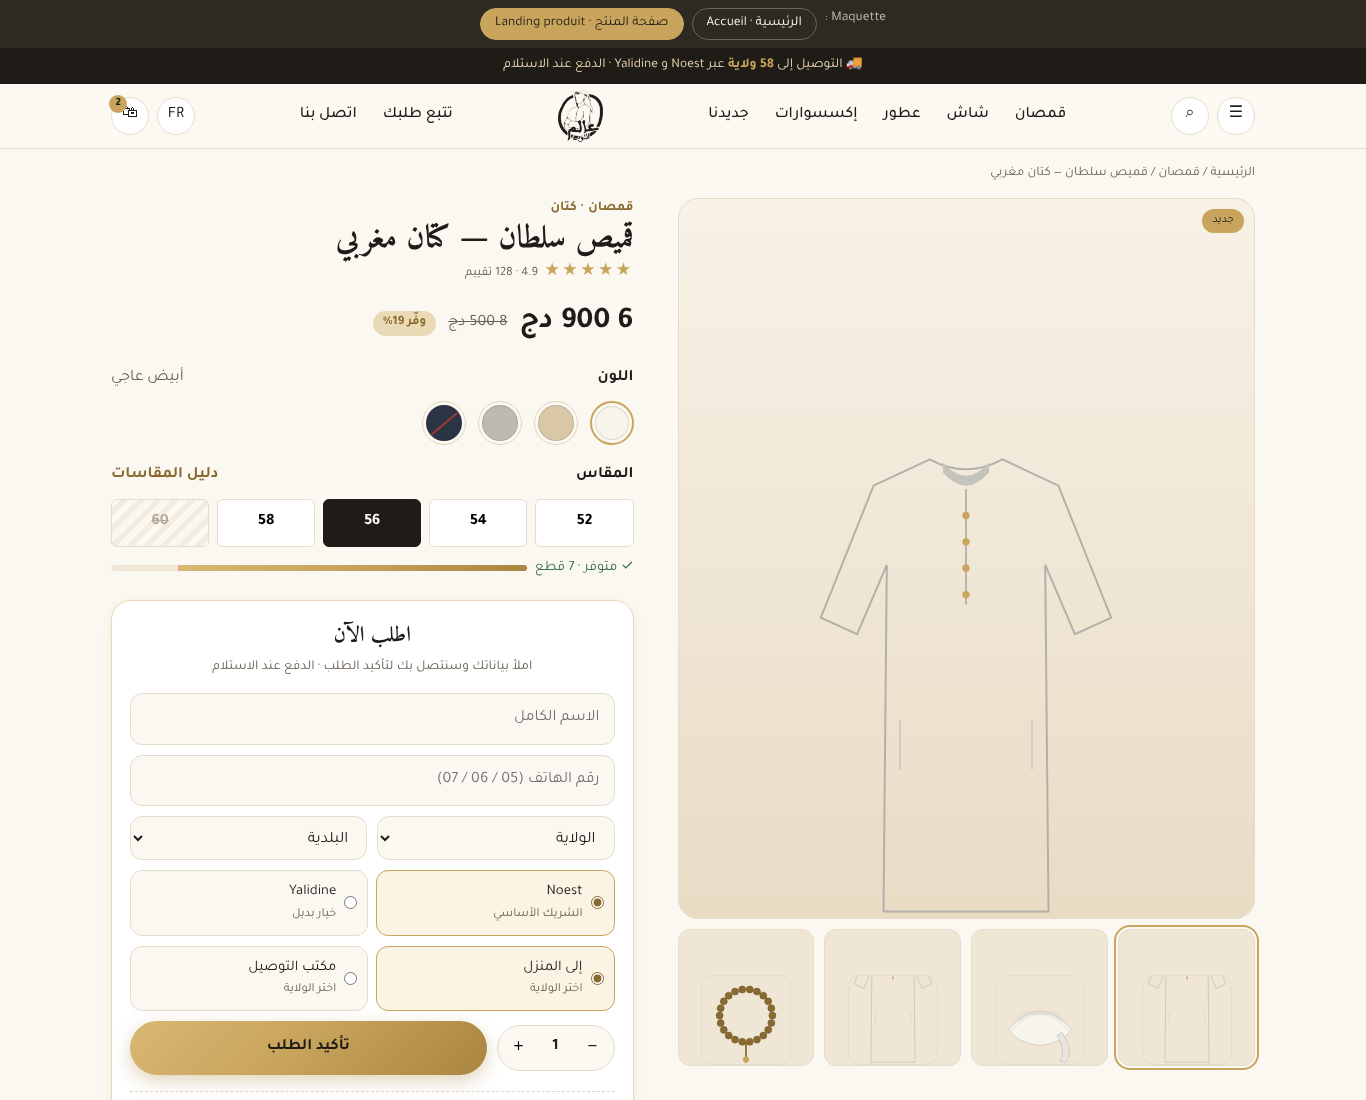 Maquette :
الرئيسية · Accueil
صفحة المنتج · Landing produit
🚚 التوصيل إلى 58 ولاية عبر Noest و Yalidine · الدفع عند الاستلام
☰
⌕
قمصان
شاش
عطور
إكسسوارات
جديدنا
عالم
تتبع طلبك
اتصل بنا
FR
2
الرئيسية / قمصان / قميص سلطان – كتان مغربي
جديد
قمصان · كتان
قميص سلطان — كتان مغربي
★★★★★ 4.9 · 128 تقييم
6 900 دج
8 500 دج
وفّر 19%
اللون
أبيض عاجي
المقاس
دليل المقاسات
52
54
56
58
60
✓ متوفر · 7 قطع
اطلب الآن
املأ بياناتك وسنتصل بك لتأكيد الطلب · الدفع عند الاستلام
الاسم الكامل
رقم الهاتف (05 / 06 / 07)
الولاية
البلدية
Noest
الشريك الأساسي
Yalidine
خيار بديل
إلى المنزل
اختر الولاية
مكتب التوصيل
اختر الولاية
− 1 +
تأكيد الطلب